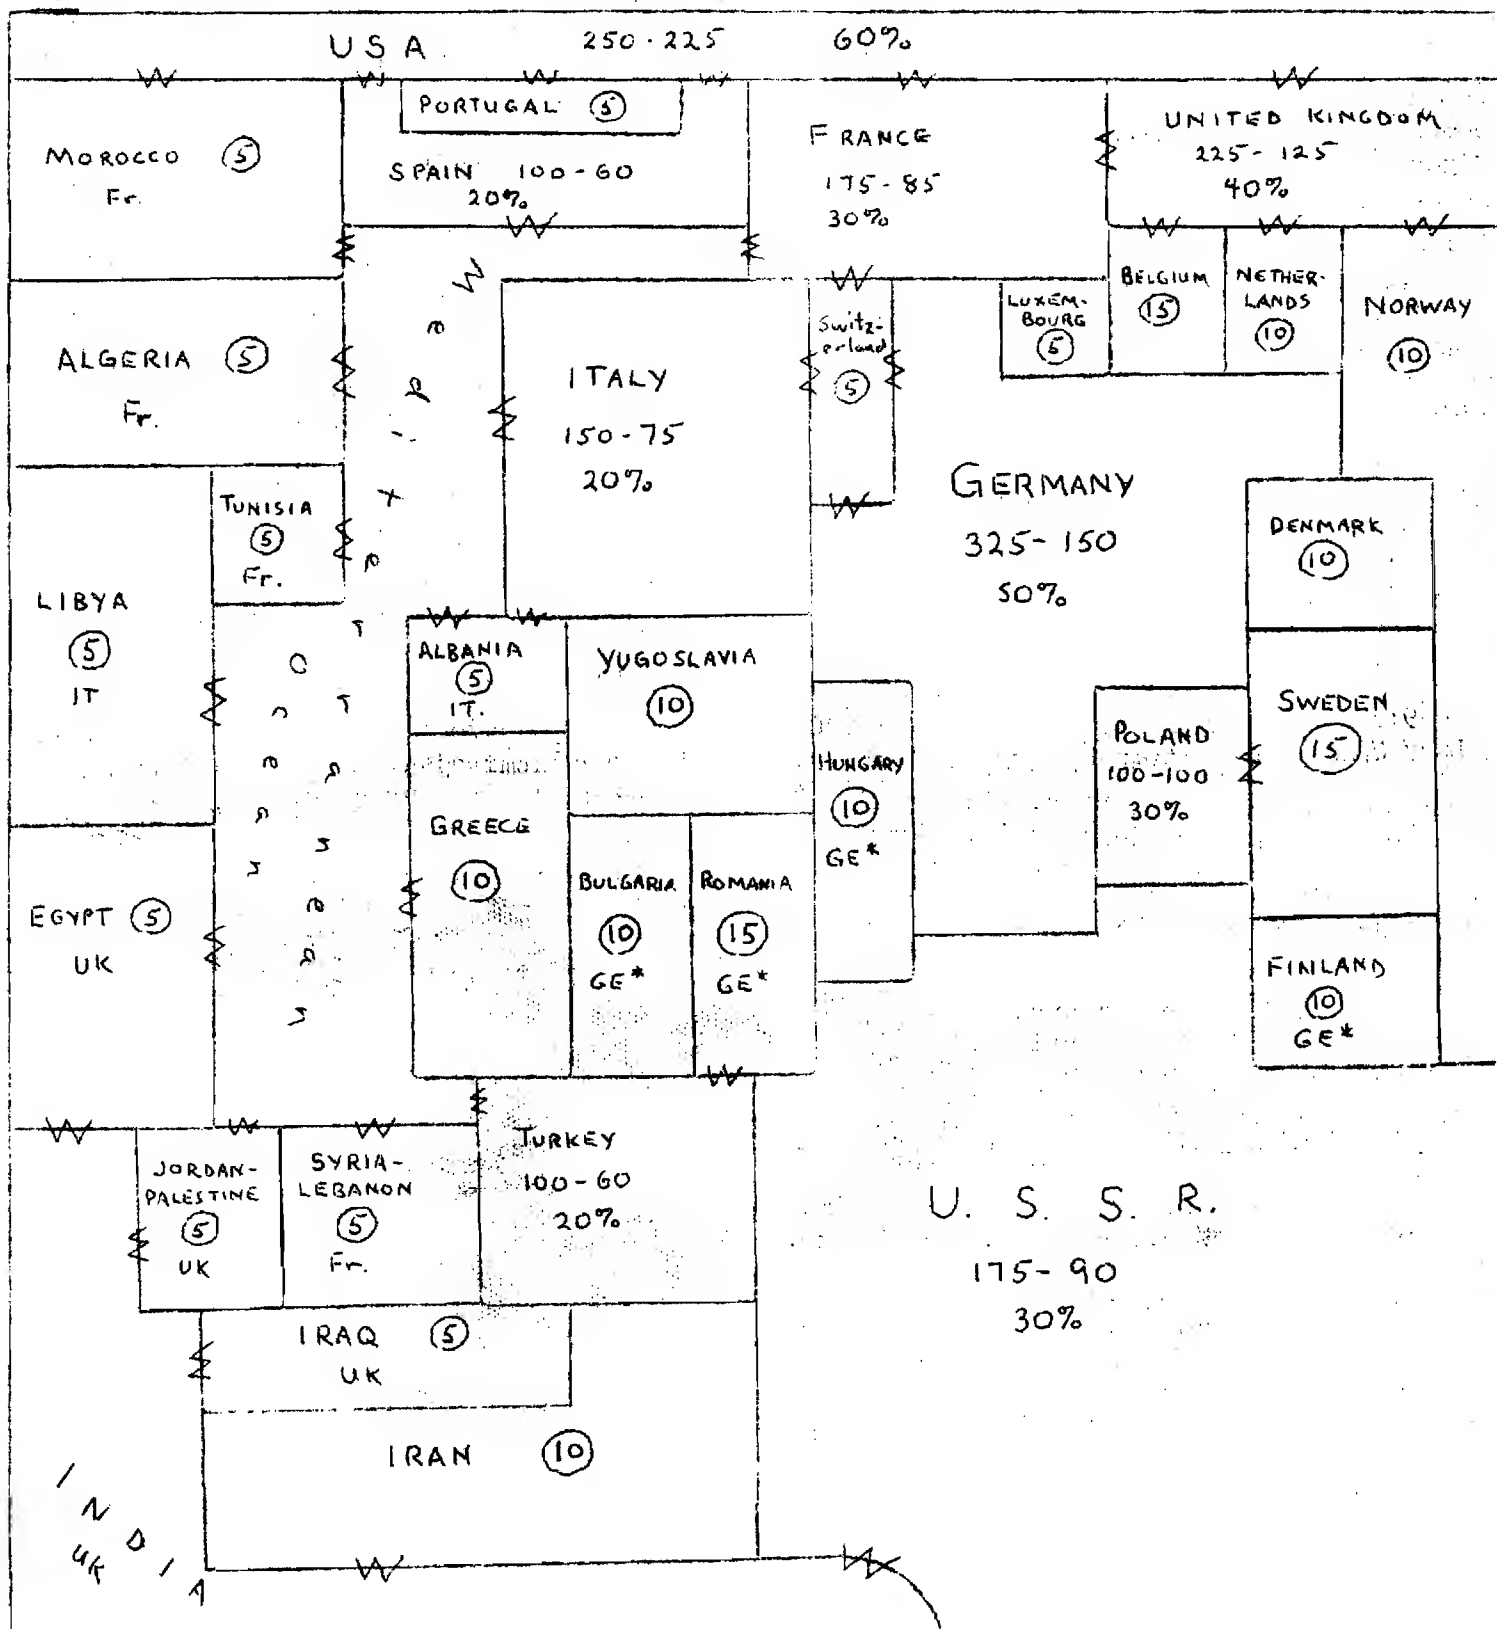 USA 250-225 60%
PORTUGAL 5
MOROCCO 5
Fr.
SPAIN 100-60
20%
FRANCE
175-85
30%
UNITED KINGDOM
225-125
40%
ALGERIA 5
Fr.
Mediterranean
Ocean
ITALY
150-75
20%
Switz-
erland
5
LUXEM-
BOURG
5
BELGIUM
15
NETHER-
LANDS
10
NORWAY
10
GERMANY
325-150
50%
DENMARK
10
TUNISIA
5
Fr.
LIBYA
5
IT
ALBANIA
5
IT.
YUGOSLAVIA
10
HUNGARY
10
GE*
POLAND
100-100
30%
SWEDEN
15
EGYPT 5
UK
GREECE
10
BULGARIA
10
GE*
ROMANIA
15
GE*
FINLAND
10
GE*
JORDAN-
PALESTINE
5
UK
SYRIA-
LEBANON
5
Fr.
TURKEY
100-60
20%
U. S. S. R.
175-90
30%
IRAQ 5
UK
IRAN 10
INDIA
UK